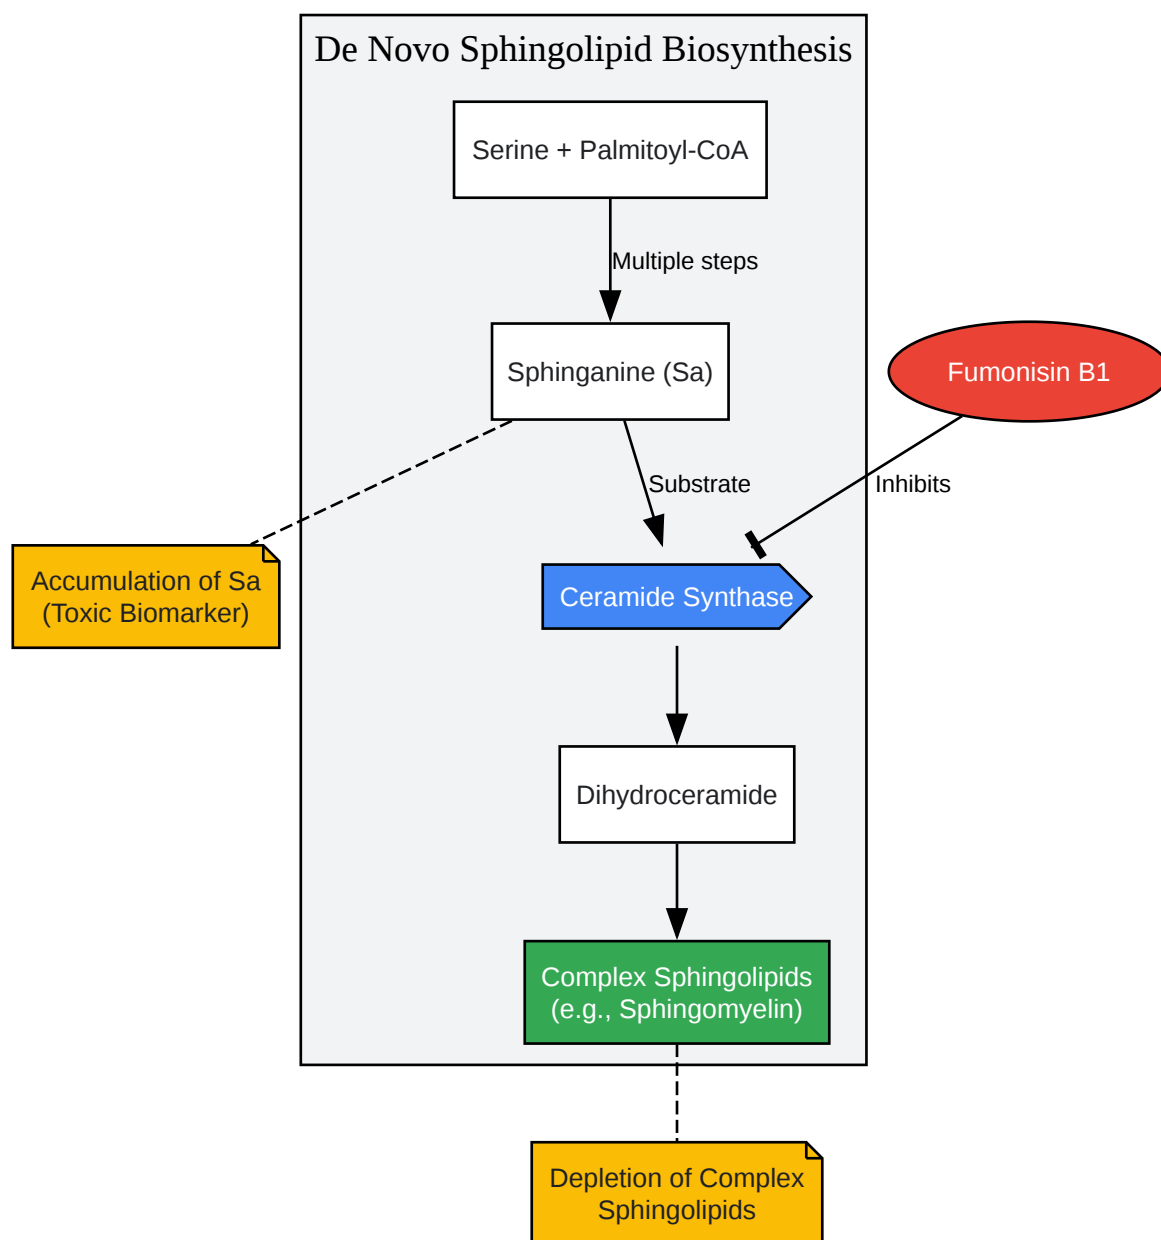 De Novo Sphingolipid Biosynthesis
Serine + Palmitoyl-CoA
Multiple steps
Sphinganine (Sa)
Fumonisin B1
Substrate
Inhibits
Accumulation of Sa
(Toxic Biomarker)
Ceramide Synthase
Dihydroceramide
Complex Sphingolipids
(e.g., Sphingomyelin)
Depletion of Complex
Sphingolipids